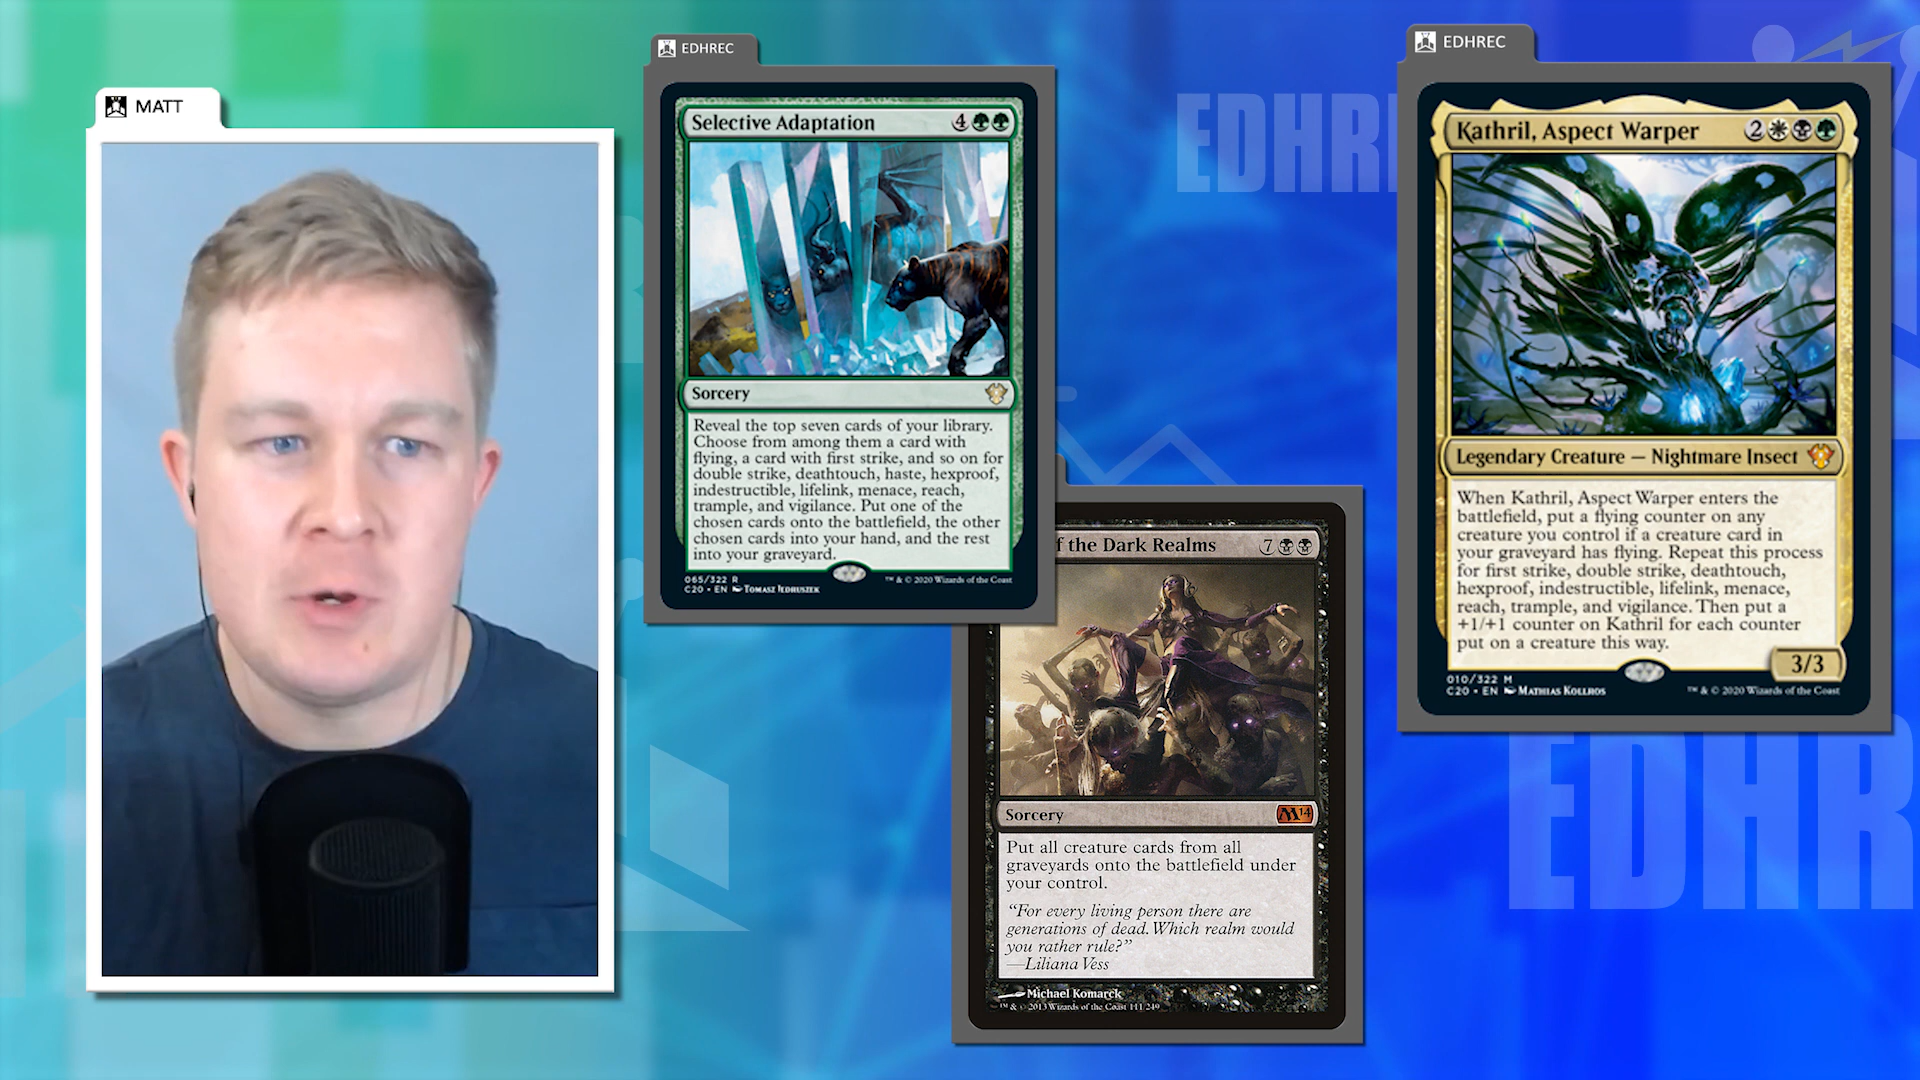 MATT
EDHREC
Selective Adaptation 4
Sorcery
Reveal the top seven cards of your library.
Choose from among them a card with
flying, a card with first strike, and so on for
double strike, deathtouch, haste, hexproof,
indestructible, lifelink, menace, reach,
trample, and vigilance. Put one of the
chosen cards onto the battlefield, the other
chosen cards into your hand, and the rest
into your graveyard.
065/322 R
C20 • EN TOMASZ JEDRUSZEK
™ & © 2020 Wizards of the Coast
f the Dark Realms 7
Sorcery
M14
Put all creature cards from all
graveyards onto the battlefield under
your control.
“For every living person there are
generations of dead. Which realm would
you rather rule?”
—Liliana Vess
Michael Komarck
™ & © 2013 Wizards of the Coast 111/249
EDHREC
Kathril, Aspect Warper 2
Legendary Creature — Nightmare Insect
When Kathril, Aspect Warper enters the
battlefield, put a flying counter on any
creature you control if a creature card in
your graveyard has flying. Repeat this process
for first strike, double strike, deathtouch,
hexproof, indestructible, lifelink, menace,
reach, trample, and vigilance. Then put a
+1/+1 counter on Kathril for each counter
put on a creature this way.
3/3
010/322 M
C20 • EN MATHIAS KOLLROS
™ & © 2020 Wizards of the Coast
EDHR
EDHR